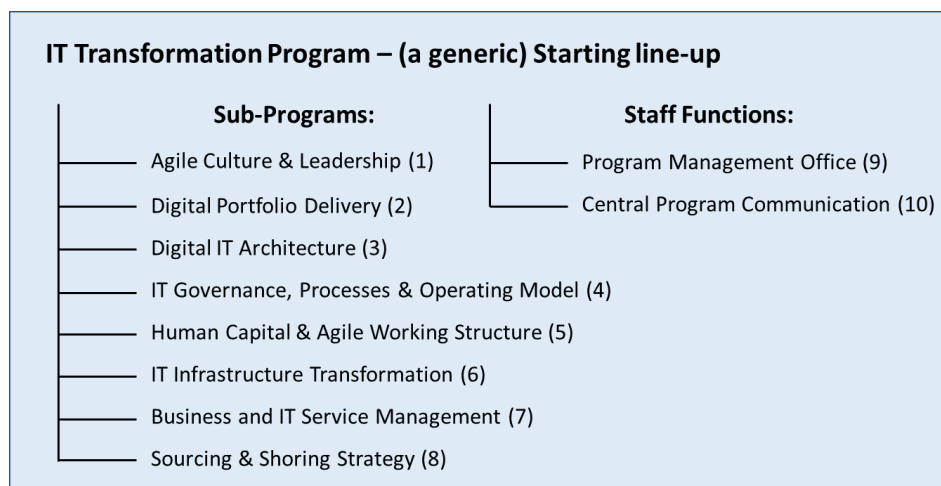 IT Transformation Program – (a generic) Starting line-up
Sub-Programs:
Agile Culture & Leadership (1)
Digital Portfolio Delivery (2)
Digital IT Architecture (3)
IT Governance, Processes & Operating Model (4)
Human Capital & Agile Working Structure (5)
IT Infrastructure Transformation (6)
Business and IT Service Management (7)
Sourcing & Shoring Strategy (8)
Staff Functions:
Program Management Office (9)
Central Program Communication (10)